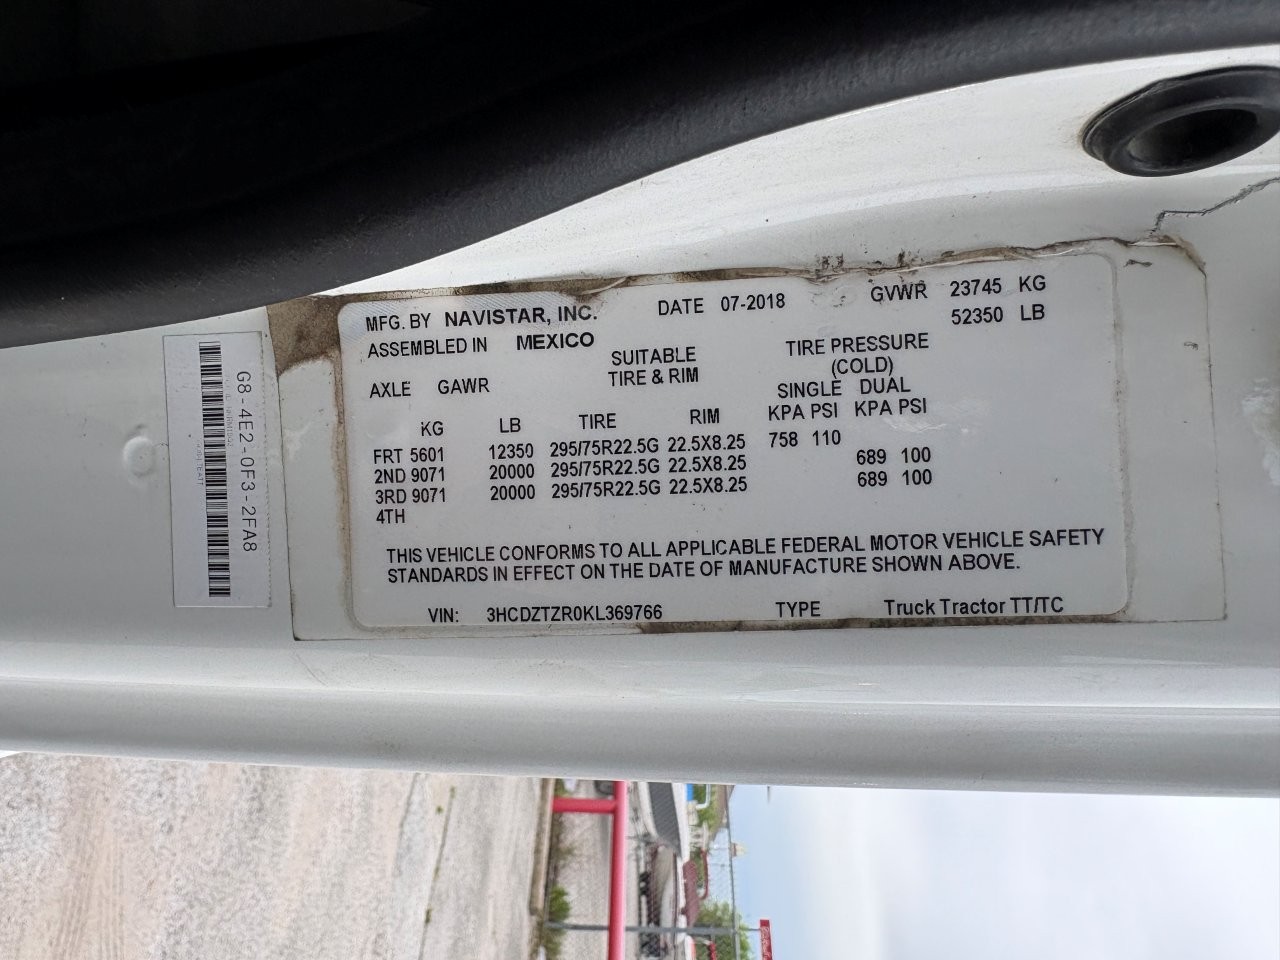 MFG. BY NAVISTAR, INC. DATE 07-2018 GVWR 23745 KG
52350 LB
ASSEMBLED IN MEXICO
SUITABLE TIRE PRESSURE
TIRE & RIM (COLD)
AXLE GAWR SINGLE DUAL
KG LB TIRE RIM KPA PSI KPA PSI
FRT 5601 12350 295/75R22.5G 22.5X8.25 758 110
2ND 9071 20000 295/75R22.5G 22.5X8.25 689 100
3RD 9071 20000 295/75R22.5G 22.5X8.25 689 100
4TH
THIS VEHICLE CONFORMS TO ALL APPLICABLE FEDERAL MOTOR VEHICLE SAFETY
STANDARDS IN EFFECT ON THE DATE OF MANUFACTURE SHOWN ABOVE.
VIN: 3HCDZTZR0KL369766 TYPE Truck Tractor TT/TC
G8-4E2-0F3-2FA8